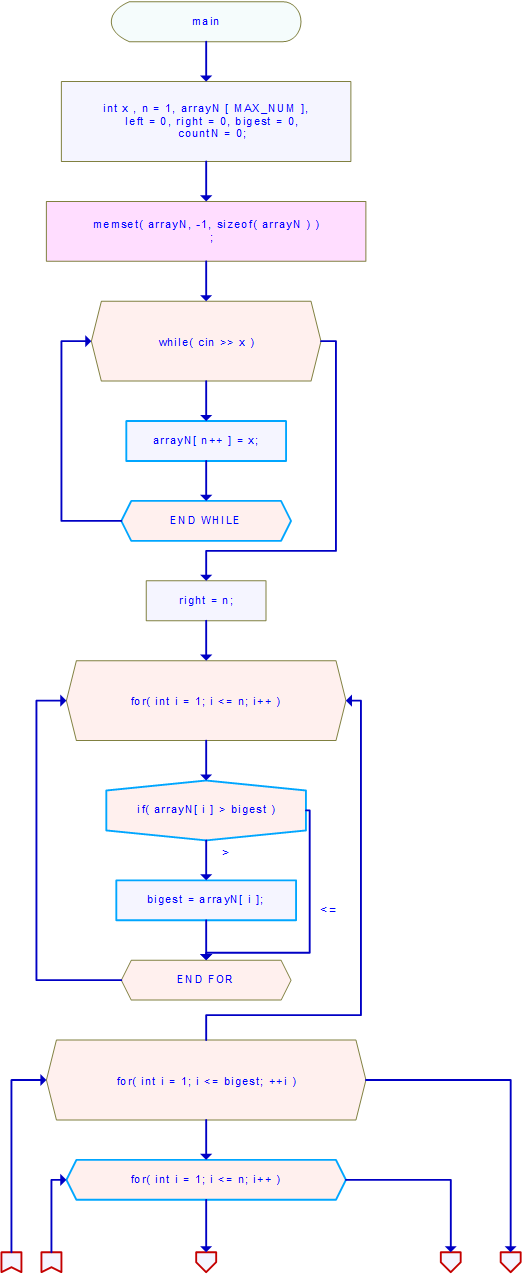 main
int x , n = 1, arrayN [ MAX_NUM ],
left = 0, right = 0, bigest = 0,
countN = 0;
memset( arrayN, -1, sizeof( arrayN ) )
;
while( cin >> x )
arrayN[ n++ ] = x;
END WHILE
right = n;
for( int i = 1; i <= n; i++ )
if( arrayN[ i ] > bigest )
>
bigest = arrayN[ i ];
<=
END FOR
for( int i = 1; i <= bigest; ++i )
for( int i = 1; i <= n; i++ )